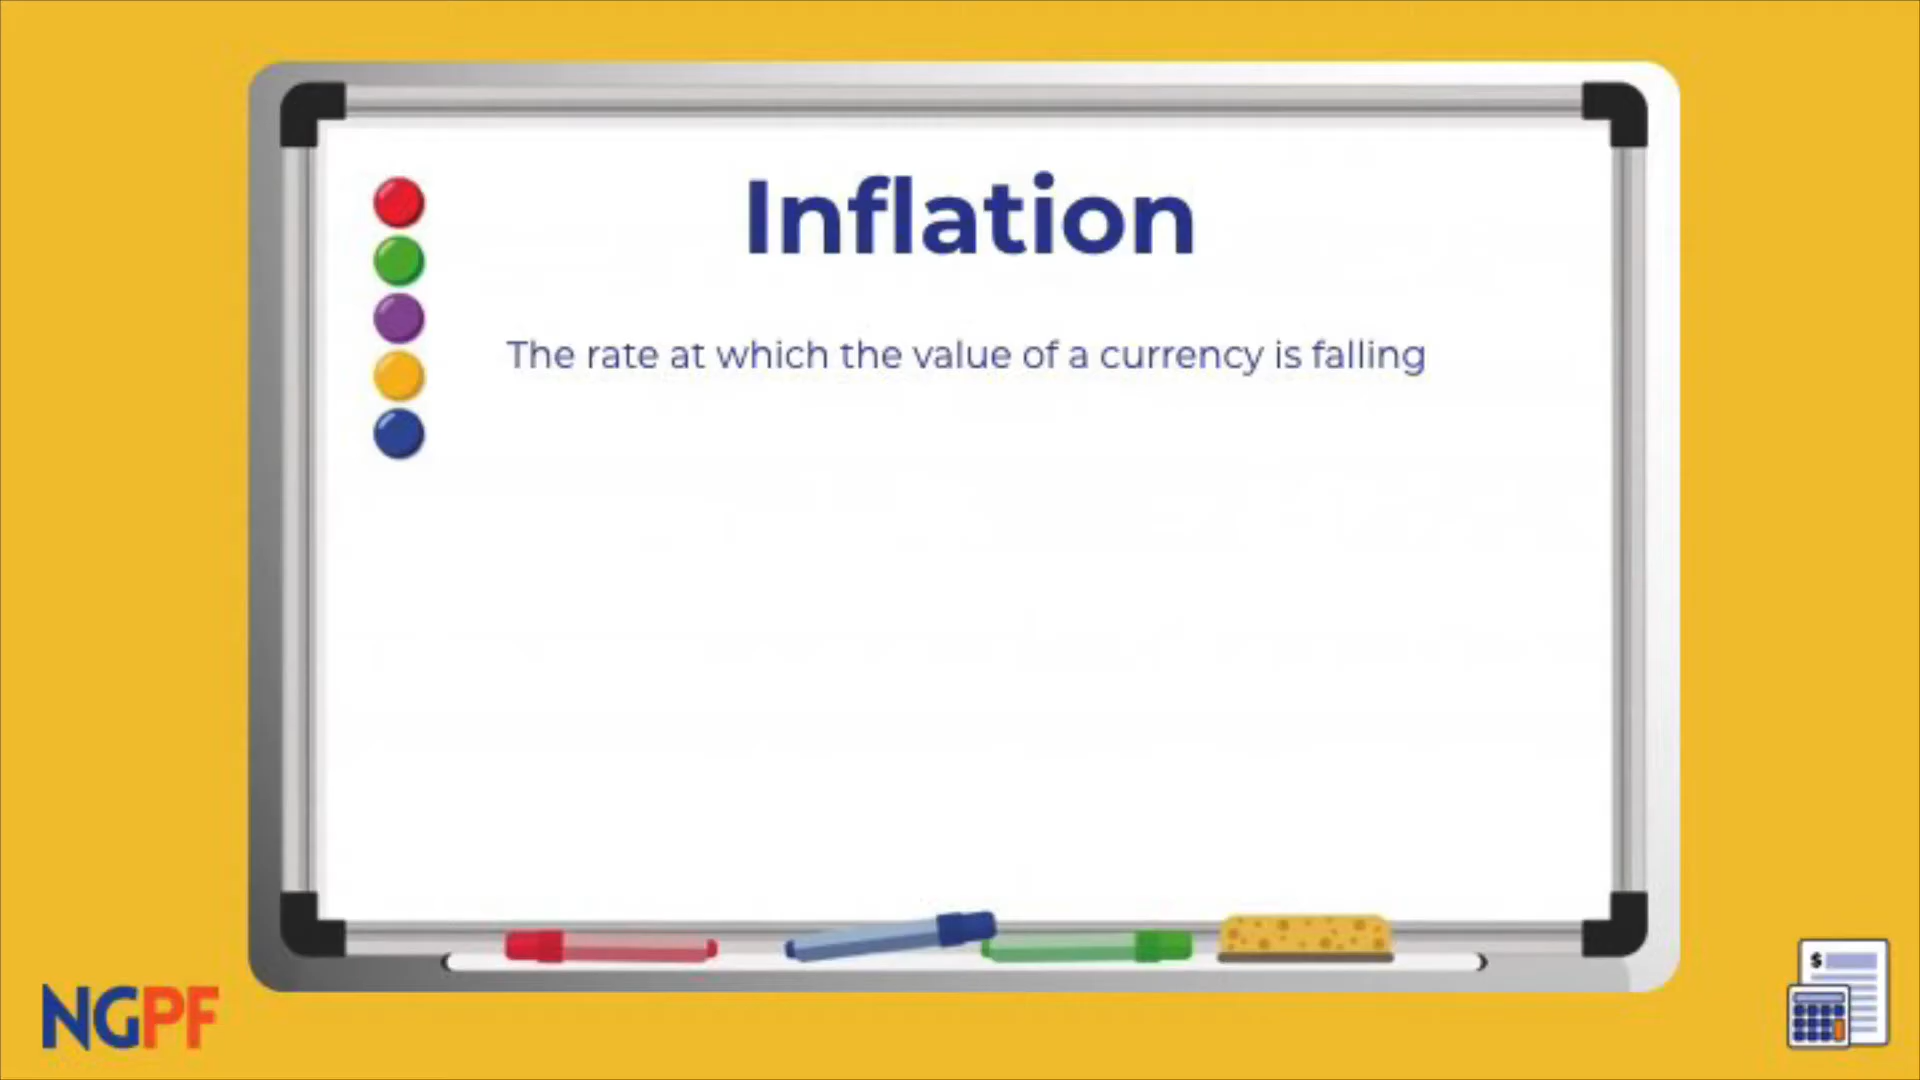 Inflation
The rate at which the value of a currency is falling
NGPF
$